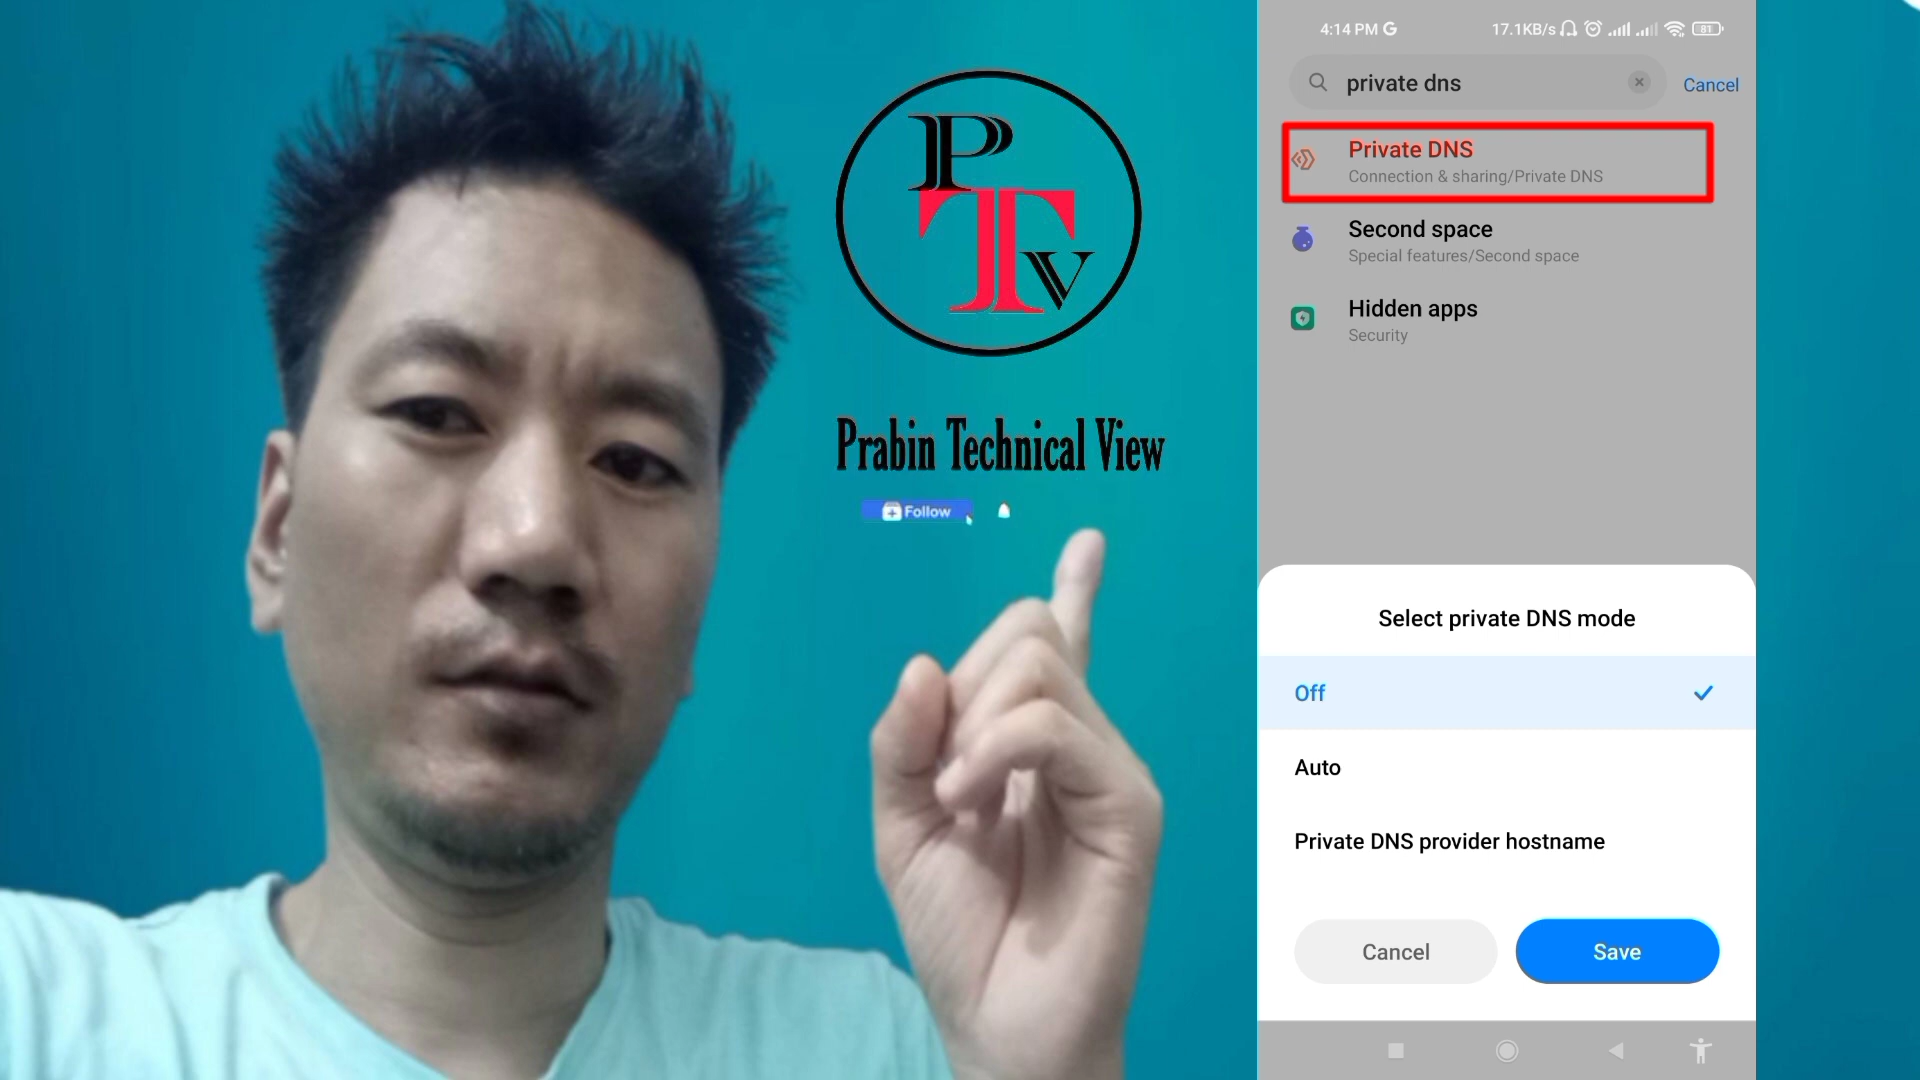 PTV
Prabin Technical View
Follow
4:14 PM G
17.1KB/s
81
private dns
Cancel
Private DNS
Connection & sharing/Private DNS
Second space
Special features/Second space
Hidden apps
Security
Select private DNS mode
Off
Auto
Private DNS provider hostname
Cancel
Save